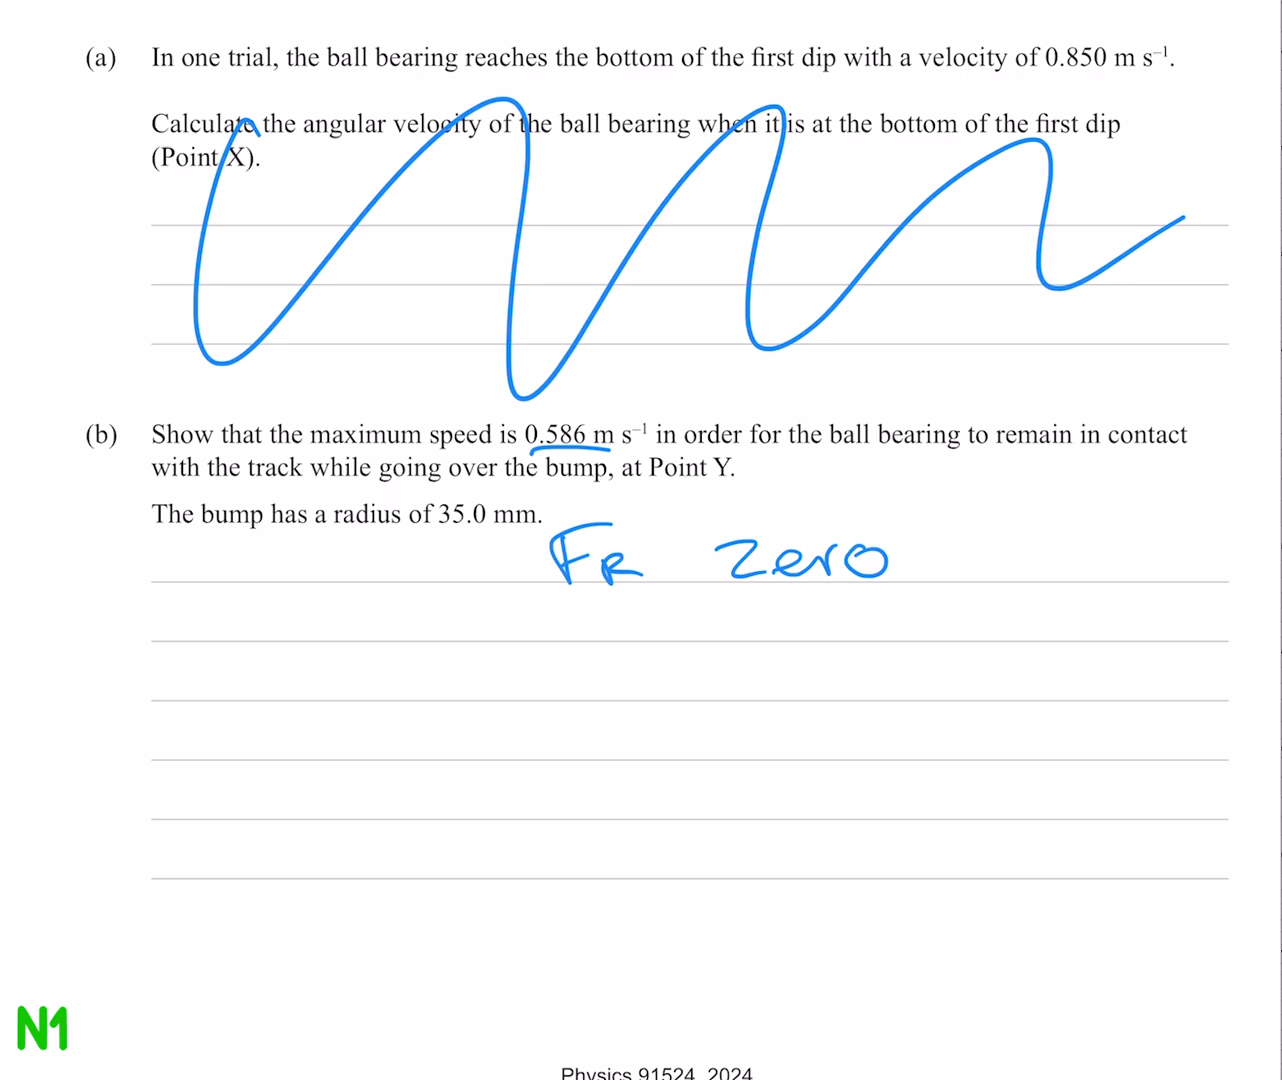 (a) In one trial, the ball bearing reaches the bottom of the first dip with a velocity of 0.850 m s⁻¹.
Calculate the angular velocity of the ball bearing when it is at the bottom of the first dip
(Point X).
(b) Show that the maximum speed is 0.586 m s⁻¹ in order for the ball bearing to remain in contact
with the track while going over the bump, at Point Y.
The bump has a radius of 35.0 mm.
FR zero
N1
Physics 91524, 2024